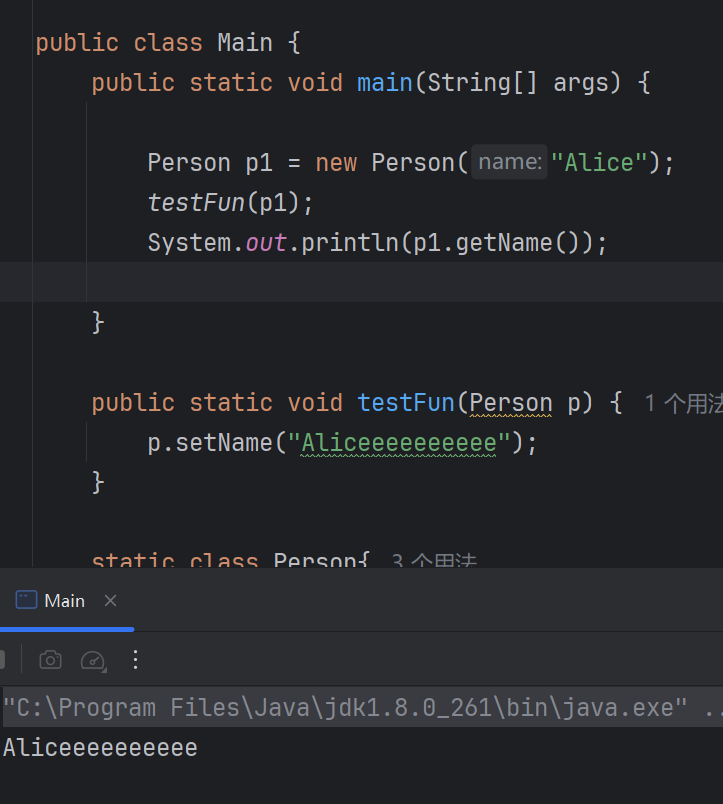 public class Main {
public static void main(String[] args) {
Person p1 = new Person( name: "Alice");
testFun(p1);
System.out.println(p1.getName());
}
public static void testFun(Person p) { 1 个用法
p.setName("Aliceeeeeeeeee");
}
static class Person{ 3 个用法
Main
"C:\Program Files\Java\jdk1.8.0_261\bin\java.exe" ..
Aliceeeeeeeeee